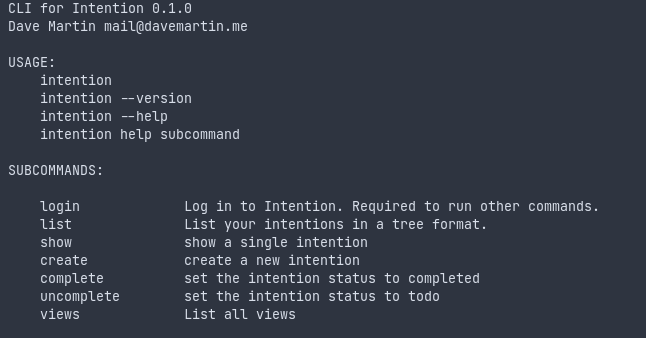 CLI for Intention 0.1.0
Dave Martin mail@davemartin.me

USAGE:
    intention
    intention --version
    intention --help
    intention help subcommand

SUBCOMMANDS:

    login             Log in to Intention. Required to run other commands.
    list              List your intentions in a tree format.
    show              show a single intention
    create            create a new intention
    complete          set the intention status to completed
    uncomplete        set the intention status to todo
    views             List all views